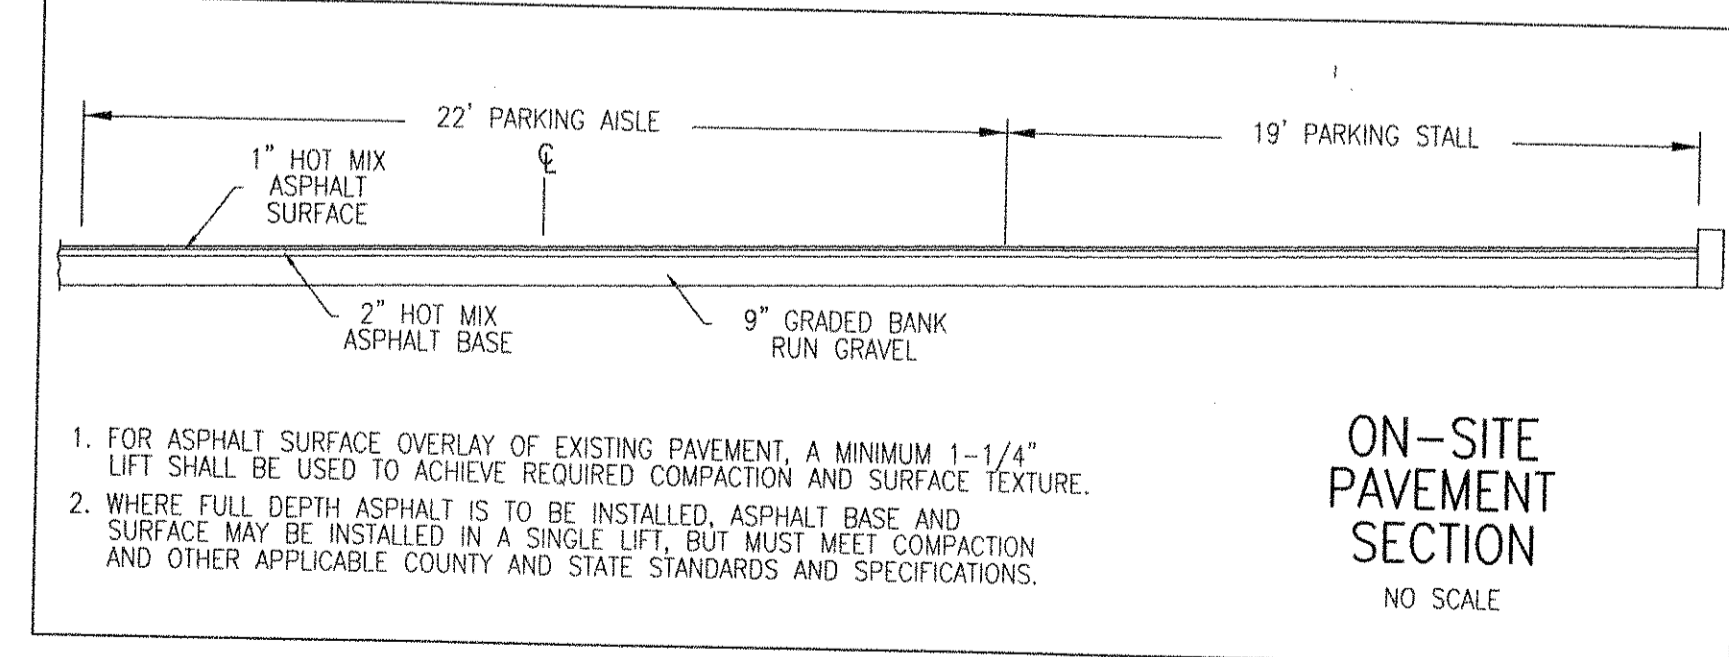 22' PARKING AISLE
19' PARKING STALL
1" HOT MIX
ASPHALT
SURFACE
℄
2" HOT MIX
ASPHALT BASE
9" GRADED BANK
RUN GRAVEL
1. FOR ASPHALT SURFACE OVERLAY OF EXISTING PAVEMENT, A MINIMUM 1-1/4"
LIFT SHALL BE USED TO ACHIEVE REQUIRED COMPACTION AND SURFACE TEXTURE.
2. WHERE FULL DEPTH ASPHALT IS TO BE INSTALLED, ASPHALT BASE AND
SURFACE MAY BE INSTALLED IN A SINGLE LIFT, BUT MUST MEET COMPACTION
AND OTHER APPLICABLE COUNTY AND STATE STANDARDS AND SPECIFICATIONS.
ON-SITE
PAVEMENT
SECTION
NO SCALE